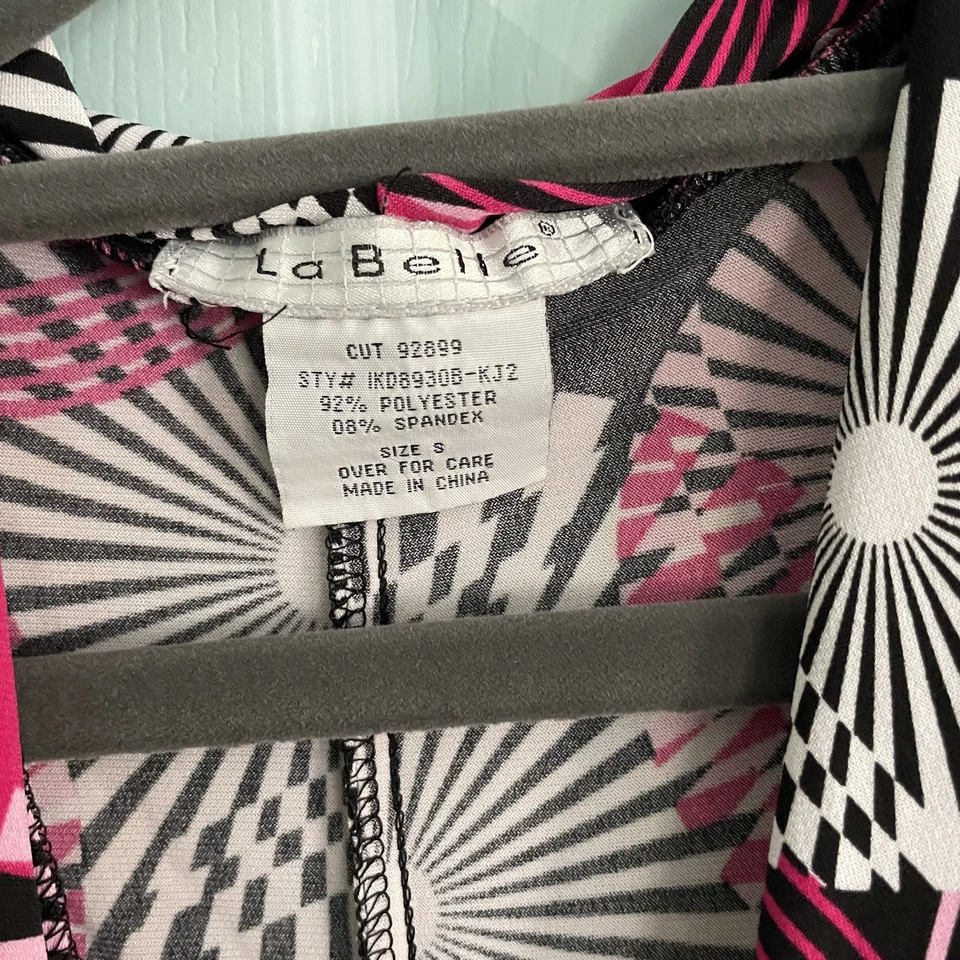 La Belle®
CUT 92899
STY# IKD8930B-KJ2
92% POLYESTER
08% SPANDEX
SIZE S
OVER FOR CARE
MADE IN CHINA